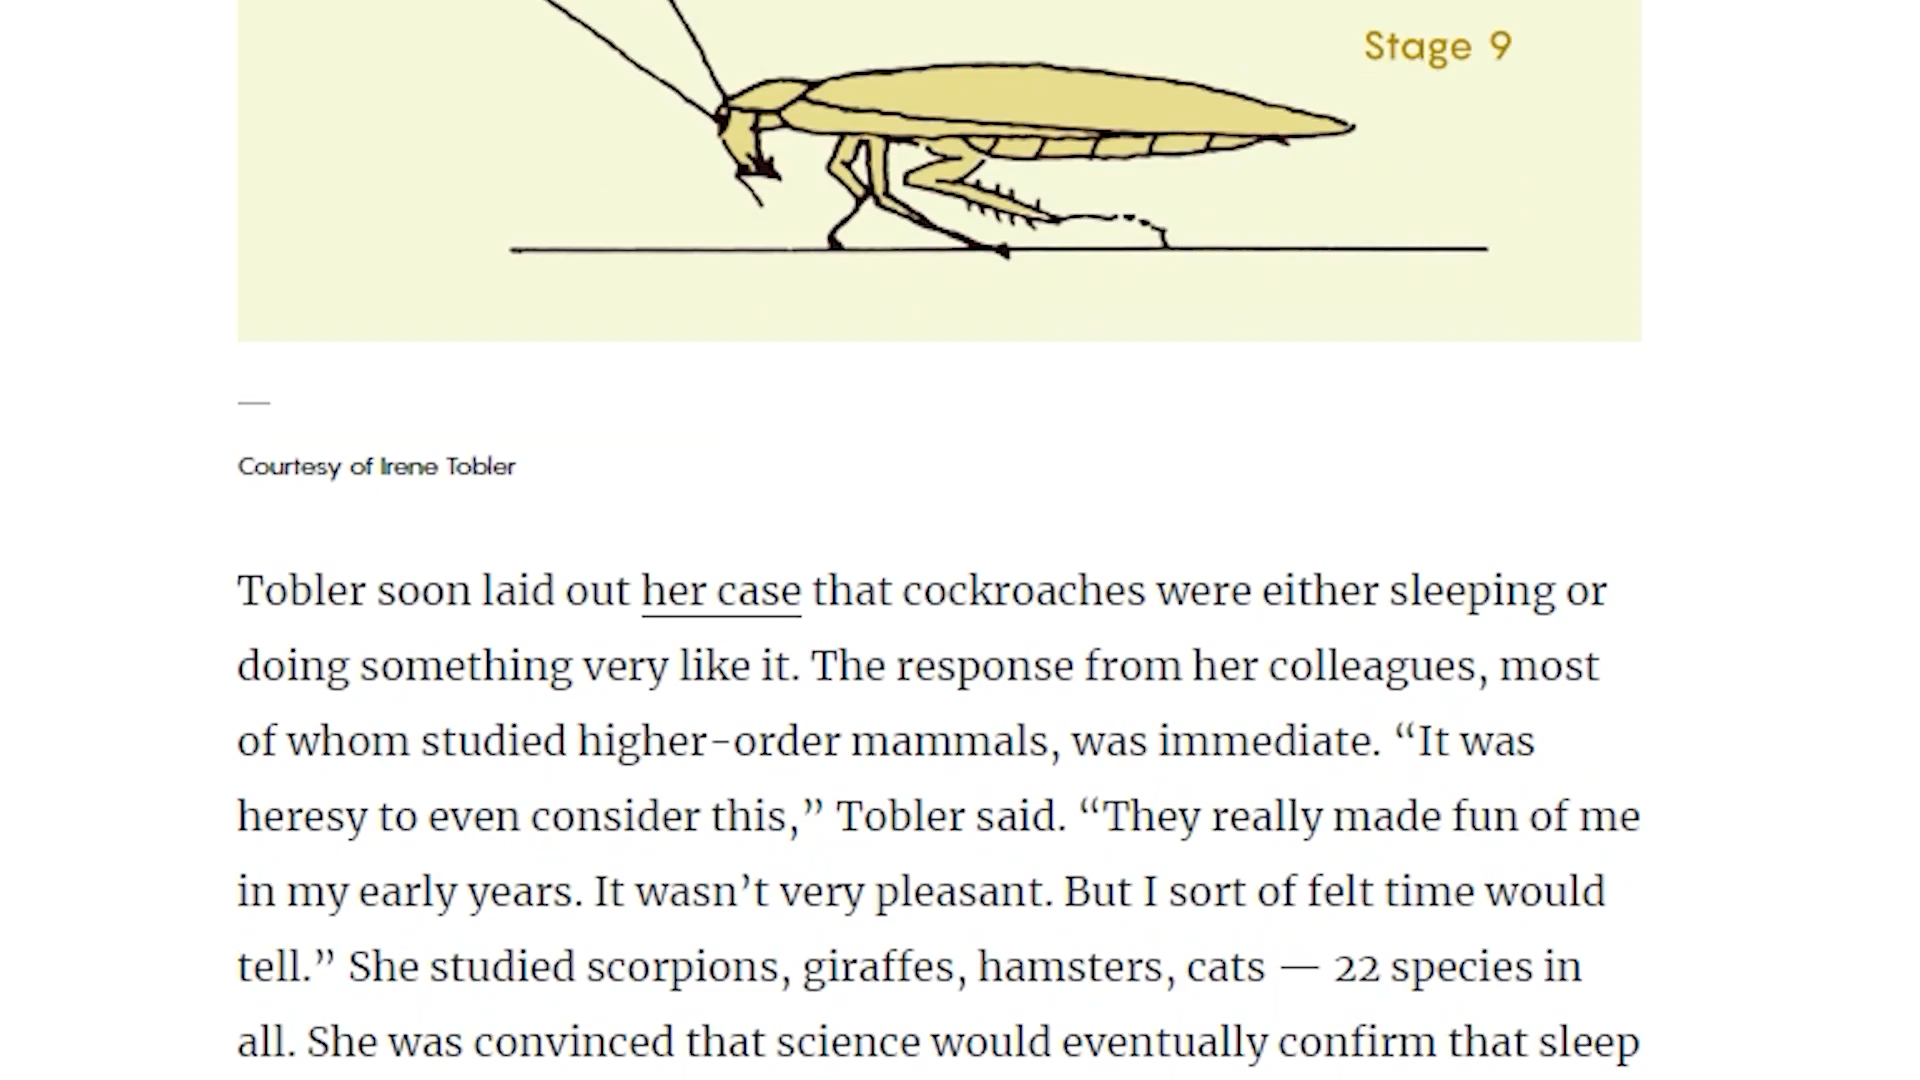 Stage 9
Courtesy of Irene Tobler
Tobler soon laid out her case that cockroaches were either sleeping or
doing something very like it. The response from her colleagues, most
of whom studied higher-order mammals, was immediate. “It was
heresy to even consider this,” Tobler said. “They really made fun of me
in my early years. It wasn’t very pleasant. But I sort of felt time would
tell.” She studied scorpions, giraffes, hamsters, cats — 22 species in
all. She was convinced that science would eventually confirm that sleep